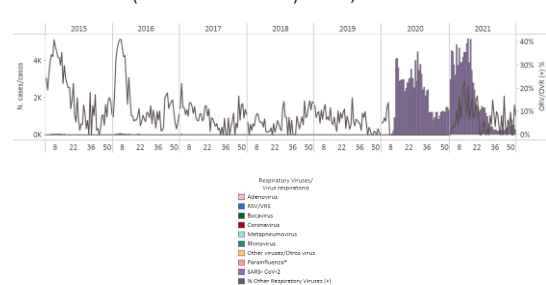 2015 2016 2017 2018 2019 2020 2021
N. cases/casos
4K
2K
0K
40%
30%
20%
10%
0%
ORV/OVR (+) %
8 22 36 50 8 22 36 50 8 22 36 50 8 22 36 50 8 22 36 50 8 22 36 50 8 22 36 50
Respiratory Viruses/
Virus respiratorio
Adenovirus
RSV/VRS
Bocavirus
Coronavirus
Metapneumovirus
Rhinovirus
Other viruses/Otros virus
Parainfluenza*
SARS- CoV-2
% Other Respiratory Viruses (+)